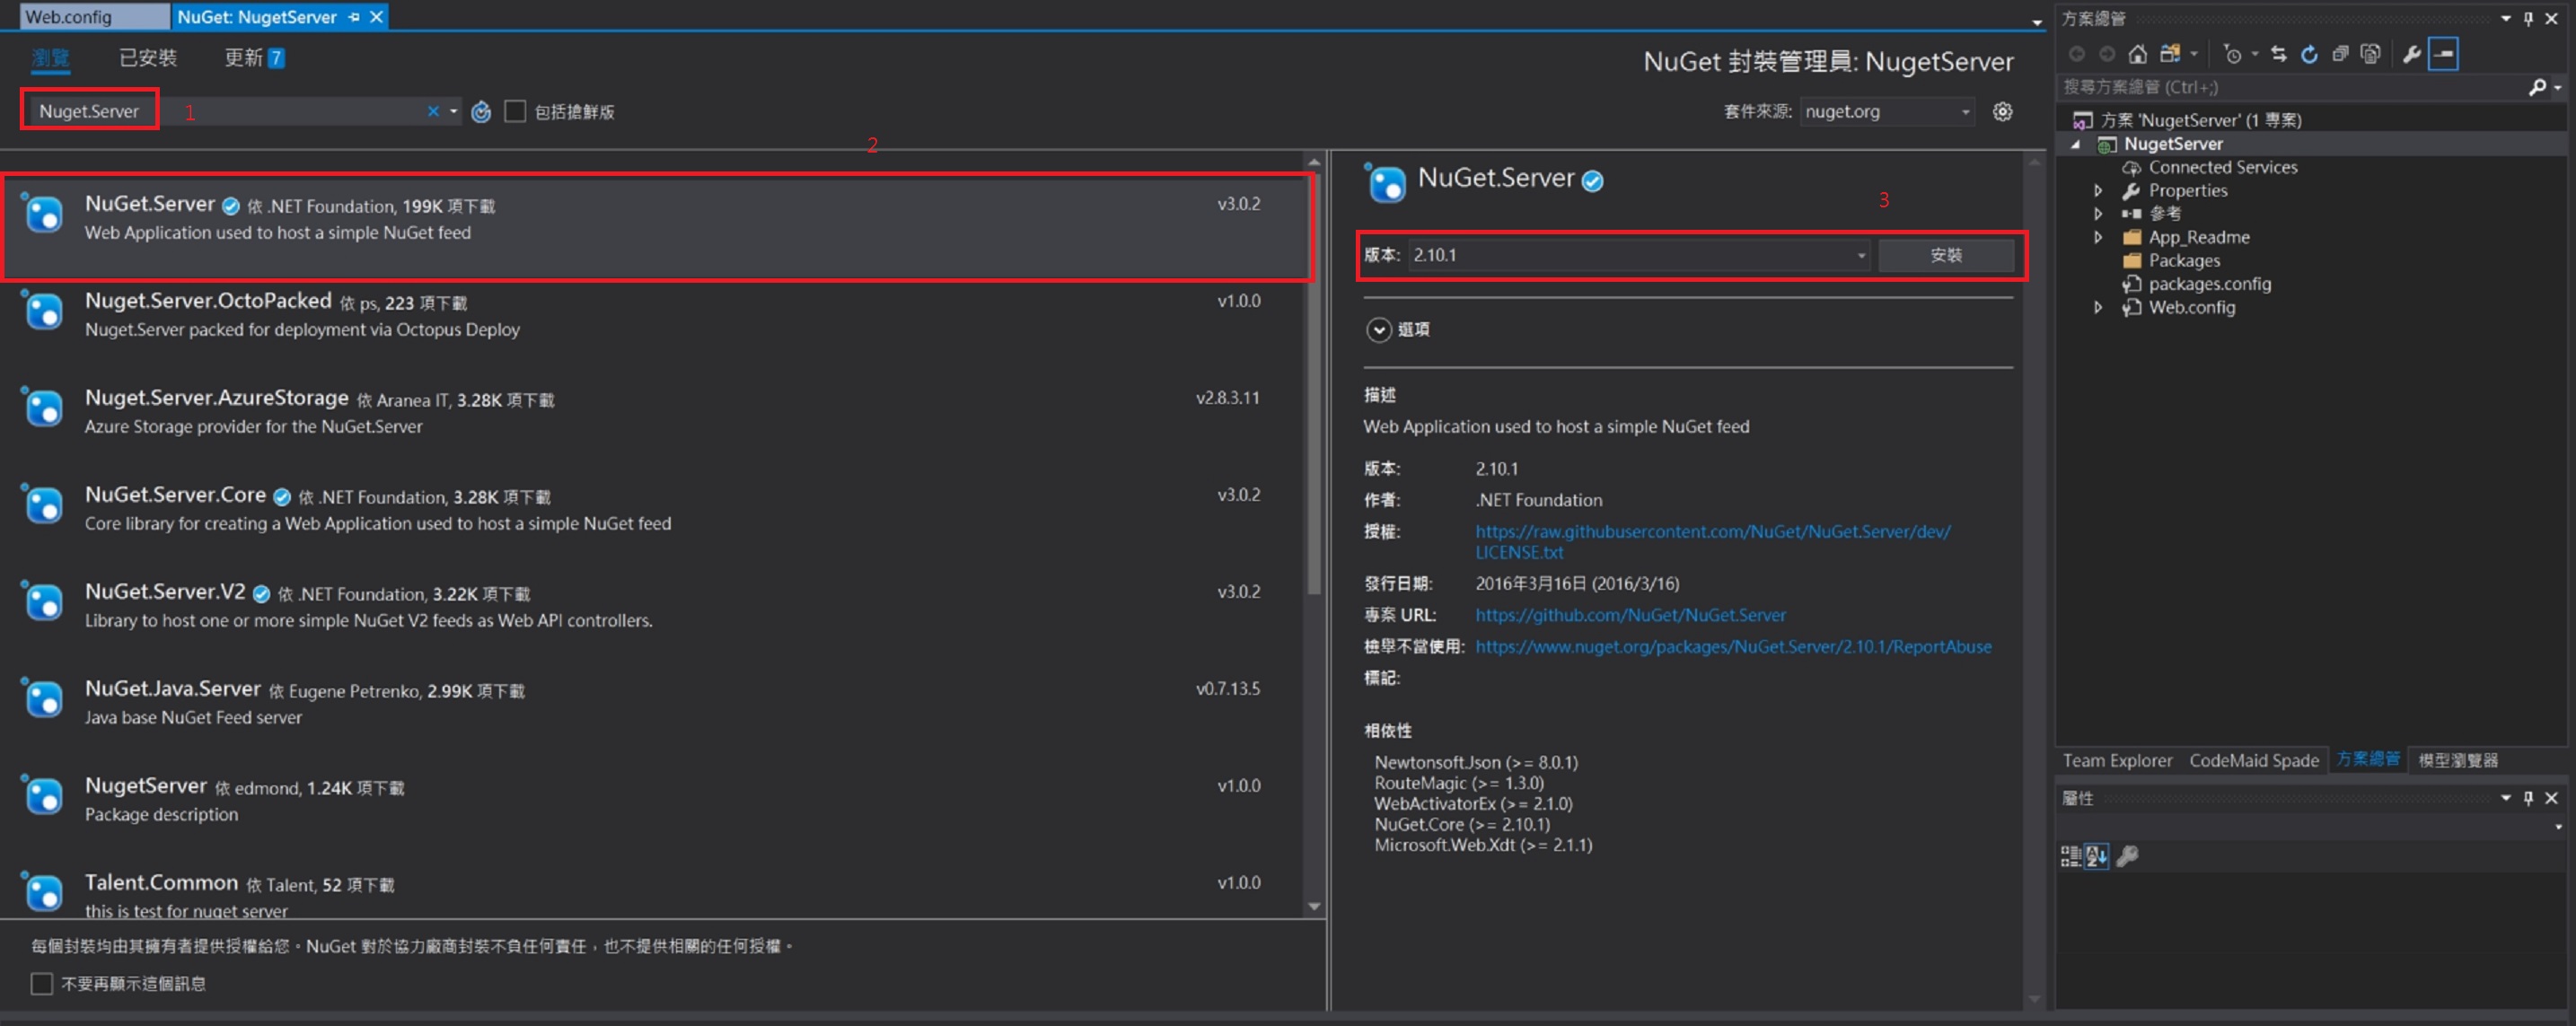 Web.config
NuGet: NugetServer
瀏覽
已安裝
更新 7
NuGet 封裝管理員: NugetServer
Nuget.Server
1
包括搶鮮版
套件來源: nuget.org
2
NuGet.Server 依 .NET Foundation, 199K 項下載
v3.0.2
Web Application used to host a simple NuGet feed
Nuget.Server.OctoPacked 依 ps, 223 項下載
v1.0.0
Nuget.Server packed for deployment via Octopus Deploy
Nuget.Server.AzureStorage 依 Aranea IT, 3.28K 項下載
v2.8.3.11
Azure Storage provider for the NuGet.Server
NuGet.Server.Core 依 .NET Foundation, 3.28K 項下載
v3.0.2
Core library for creating a Web Application used to host a simple NuGet feed
NuGet.Server.V2 依 .NET Foundation, 3.22K 項下載
v3.0.2
Library to host one or more simple NuGet V2 feeds as Web API controllers.
NuGet.Java.Server 依 Eugene Petrenko, 2.99K 項下載
v0.7.13.5
Java base NuGet Feed server
NugetServer 依 edmond, 1.24K 項下載
v1.0.0
Package description
Talent.Common 依 Talent, 52 項下載
v1.0.0
this is test for nuget server
每個封裝均由其擁有者提供授權給您。NuGet 對於協力廠商封裝不負任何責任，也不提供相關的任何授權。
不要再顯示這個訊息
NuGet.Server
3
版本: 2.10.1
安裝
選項
描述
Web Application used to host a simple NuGet feed
版本: 2.10.1
作者: .NET Foundation
授權: https://raw.githubusercontent.com/NuGet/NuGet.Server/dev/
LICENSE.txt
發行日期: 2016年3月16日 (2016/3/16)
專案 URL: https://github.com/NuGet/NuGet.Server
檢舉不當使用: https://www.nuget.org/packages/NuGet.Server/2.10.1/ReportAbuse
標記:
相依性
Newtonsoft.Json (>= 8.0.1)
RouteMagic (>= 1.3.0)
WebActivatorEx (>= 2.1.0)
NuGet.Core (>= 2.10.1)
Microsoft.Web.Xdt (>= 2.1.1)
方案總管
搜尋方案總管 (Ctrl+;)
方案 'NugetServer' (1 專案)
NugetServer
Connected Services
Properties
參考
App_Readme
Packages
packages.config
Web.config
Team Explorer
CodeMaid Spade
方案總管
模型瀏覽器
屬性